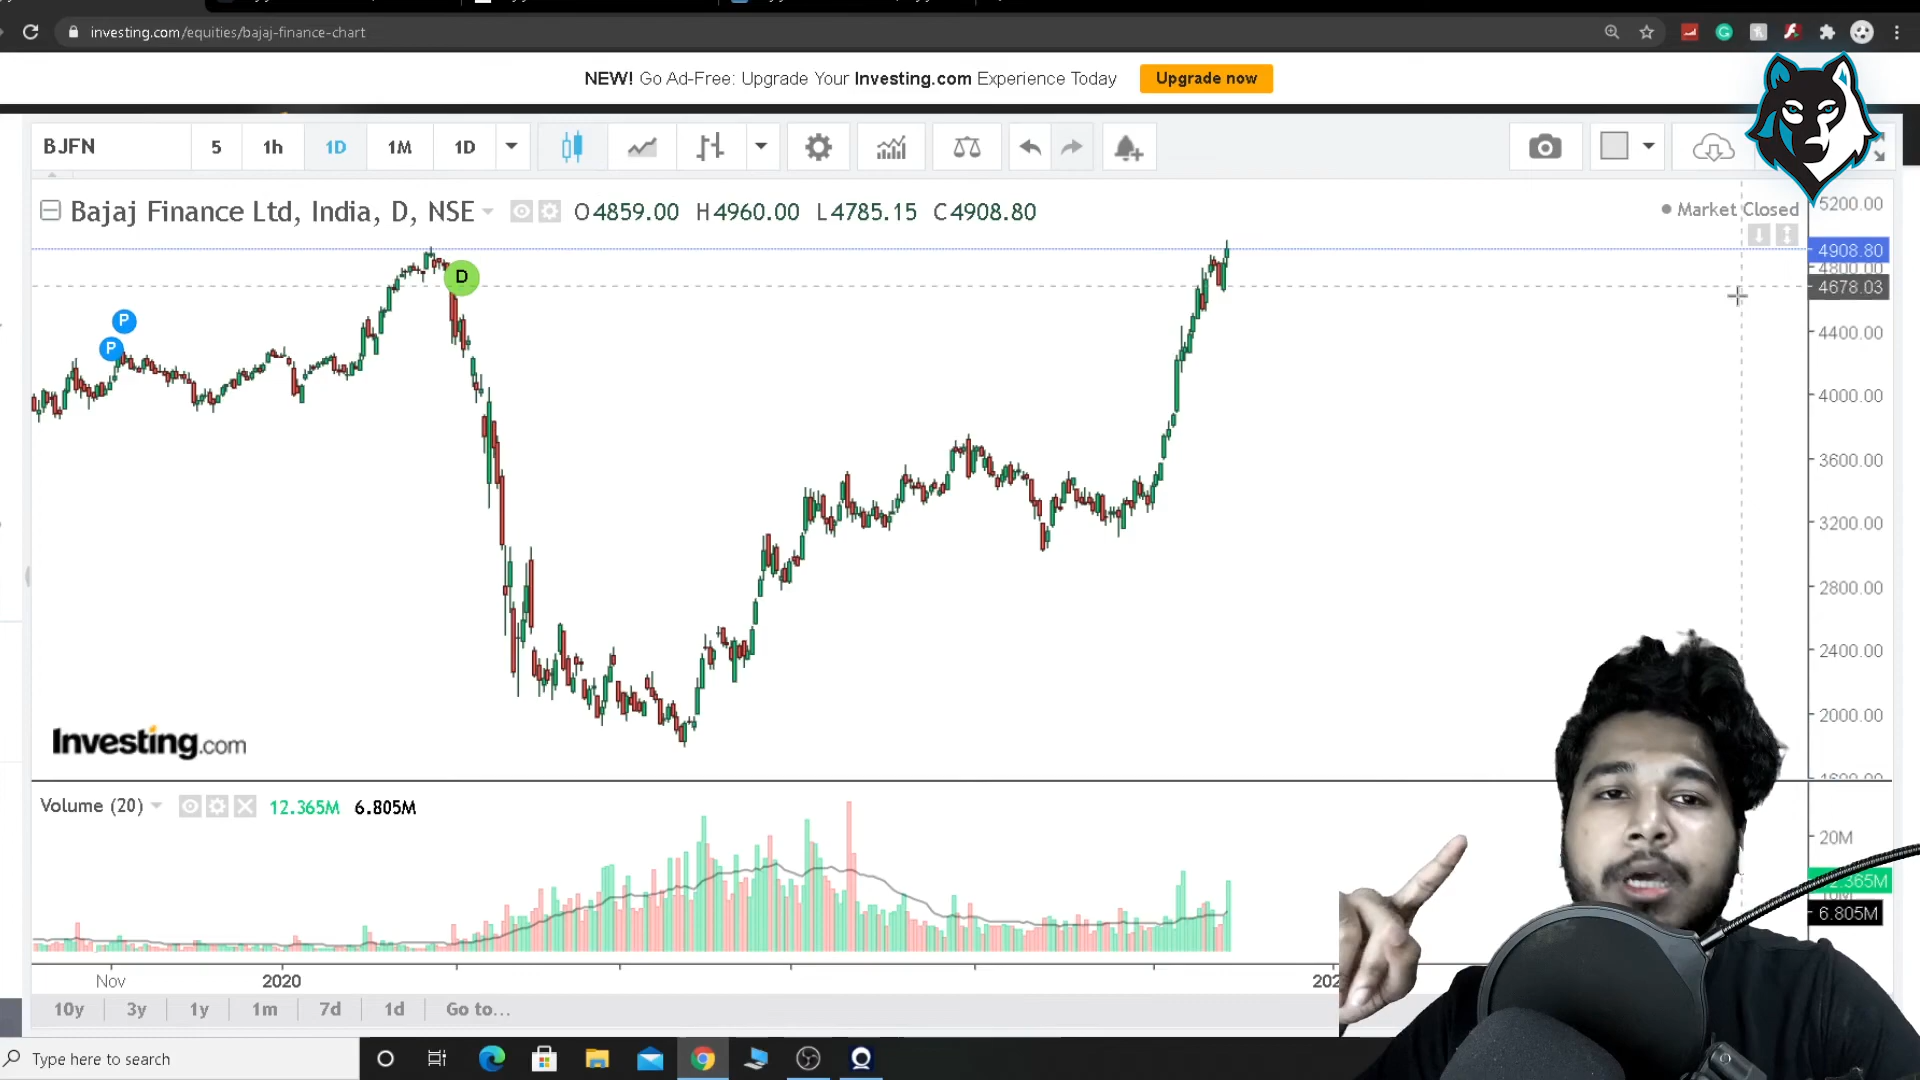 investing.com/equities/bajaj-finance-chart
NEW! Go Ad-Free: Upgrade Your Investing.com Experience Today
Upgrade now
BJFN 5 1h 1D 1M 1D
Bajaj Finance Ltd, India, D, NSE O4859.00 H4960.00 L4785.15 C4908.80
Market Closed
5200.00
4908.80
4800.00
4678.03
4400.00
4000.00
3600.00
3200.00
2800.00
2400.00
2000.00
D
P
P
Investing.com
Volume (20) 12.365M 6.805M
20M
12.365M
6.805M
Nov 2020
10y 3y 1y 1m 7d 1d Go to...
Type here to search